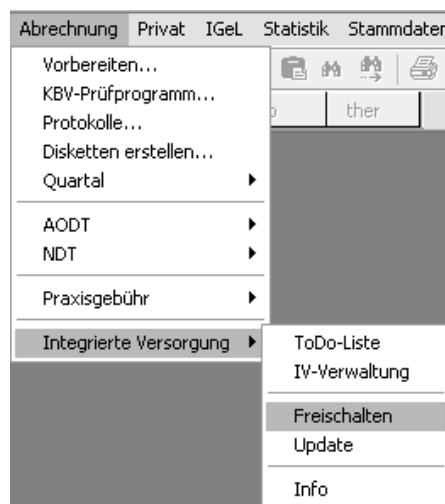 Abrechnung Privat IGeL Statistik Stammdaten
Vorbereiten...
KBV-Prüfprogramm...
Protokolle...
Disketten erstellen...
Quartal
ther
AODT
NDT
Praxisgebühr
Integrierte Versorgung
ToDo-Liste
IV-Verwaltung
Freischalten
Update
Info